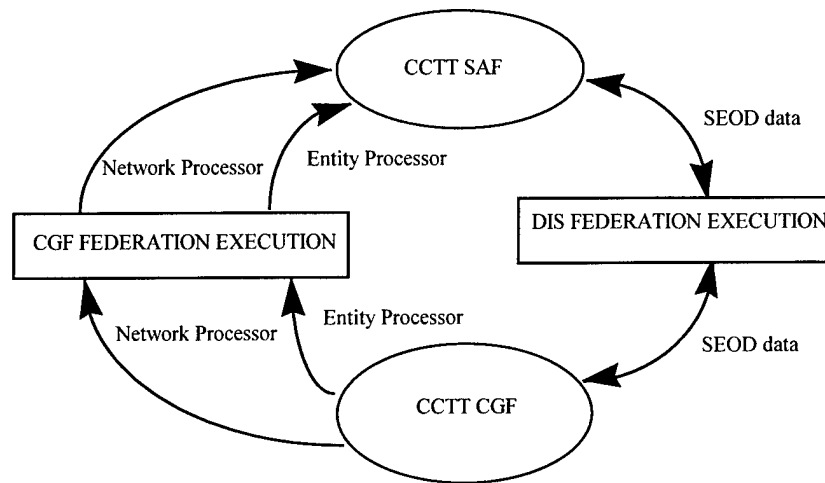 CCTT SAF
SEOD data
Network Processor
Entity Processor
CGF FEDERATION EXECUTION
DIS FEDERATION EXECUTION
Network Processor
Entity Processor
SEOD data
CCTT CGF